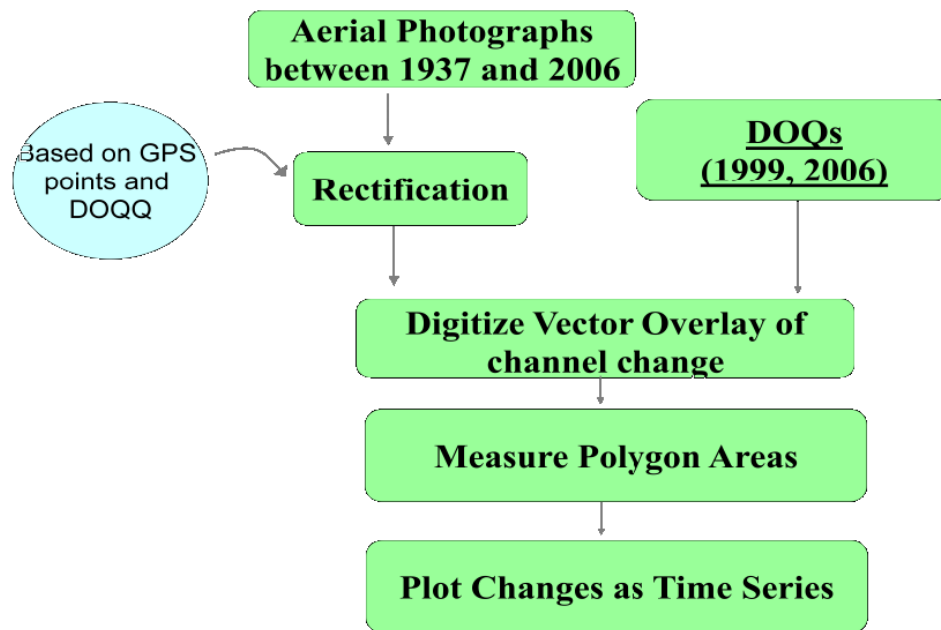 Aerial Photographs
between 1937 and 2006
Based on GPS
points and
DOQQ
Rectification
DOQs
(1999, 2006)
Digitize Vector Overlay of
channel change
Measure Polygon Areas
Plot Changes as Time Series